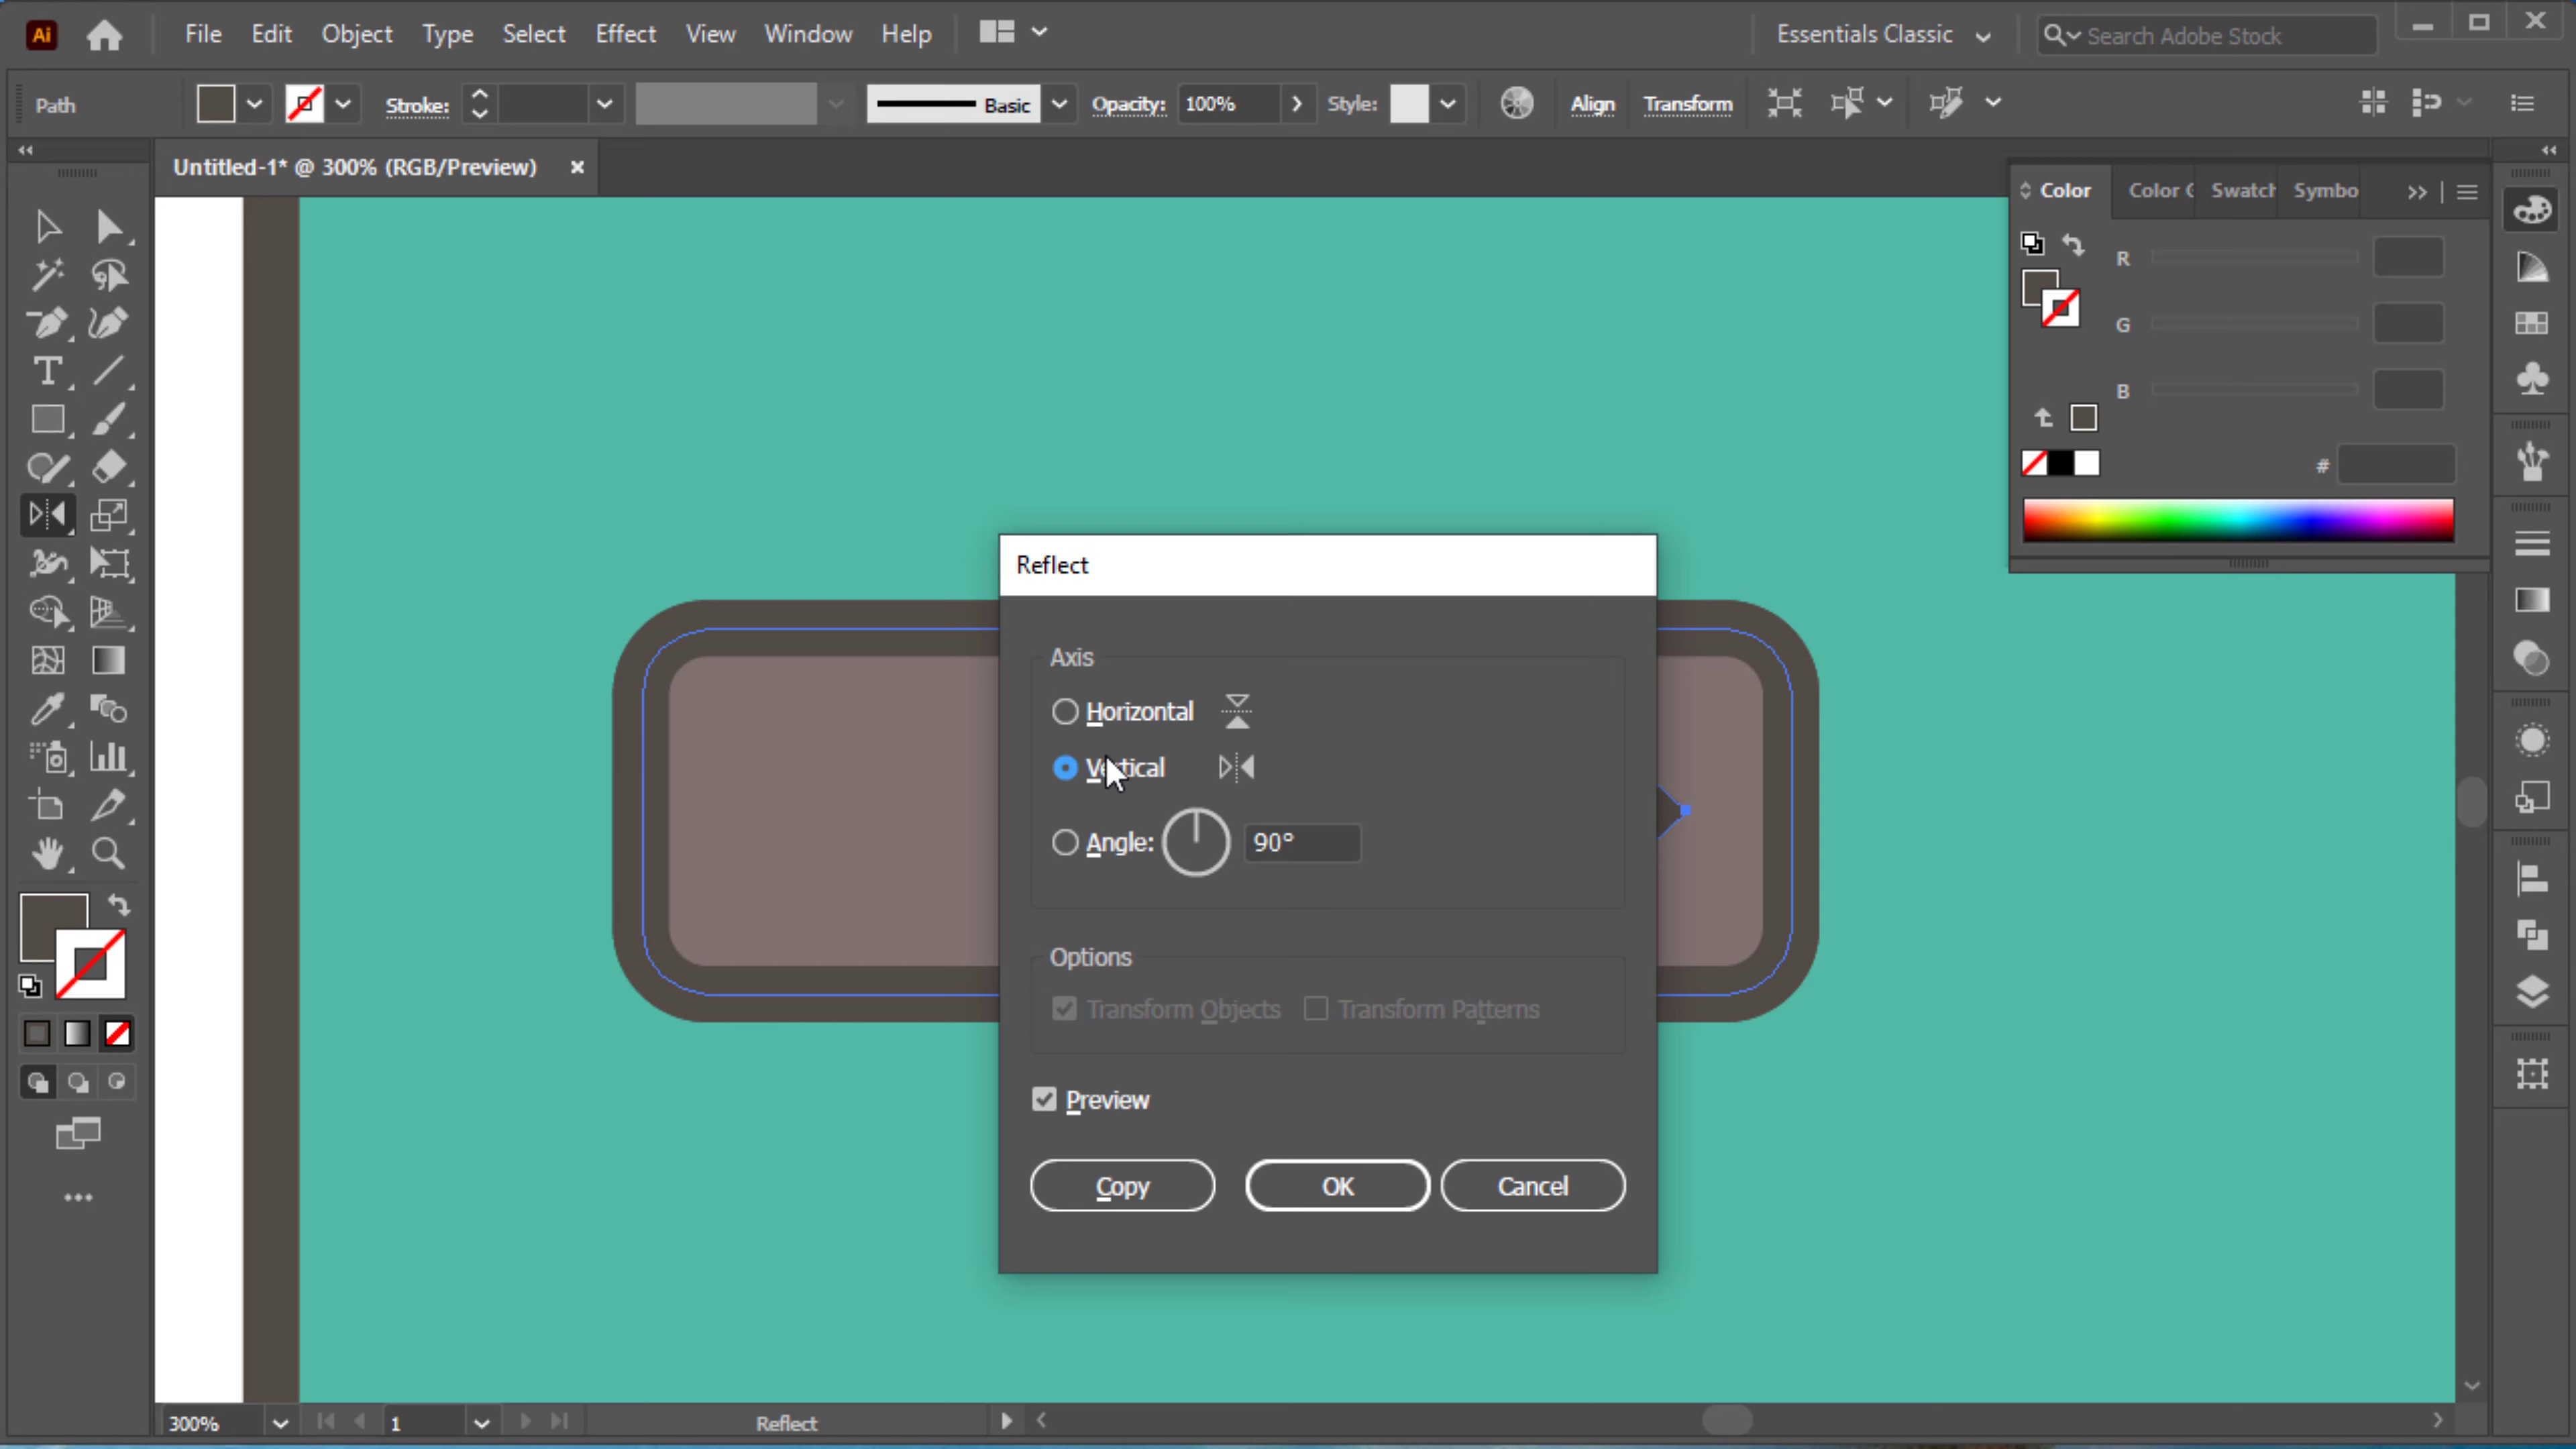 Ai File Edit Object Type Select Effect View Window Help Essentials Classic Search Adobe Stock
Path Stroke: Basic Opacity: 100% Style: Align Transform
Untitled-1* @ 300% (RGB/Preview)
Color Color G Swatch Symbo
R
G
B
#
T
Reflect
Axis
Horizontal
Vertical
Angle: 90°
Options
Transform Objects Transform Patterns
Preview
Copy OK Cancel
300% 1 Reflect